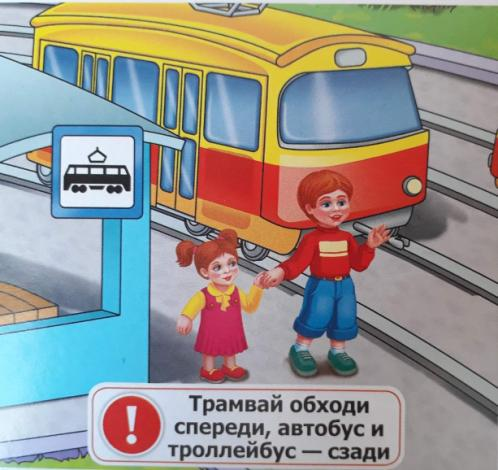 Трамвай обходи
спереди, автобус и
троллейбус — сзади